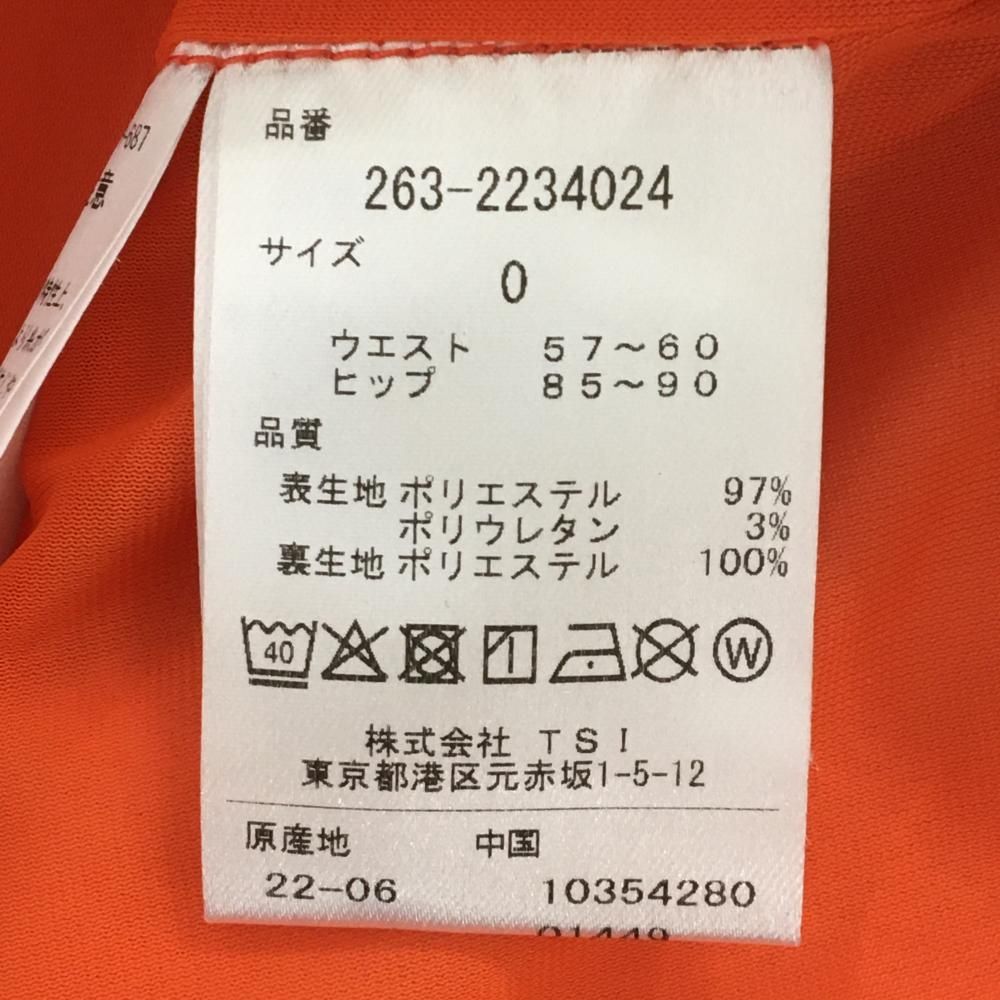 品番
263-2234024
サイズ
0
ウエスト 57〜60
ヒップ 85〜90
品質
表生地 ポリエステル 97%
ポリウレタン 3%
裏生地 ポリエステル 100%
40 W
株式会社 TSI
東京都港区元赤坂1-5-12
原産地 中国
22-06 10354280
-687